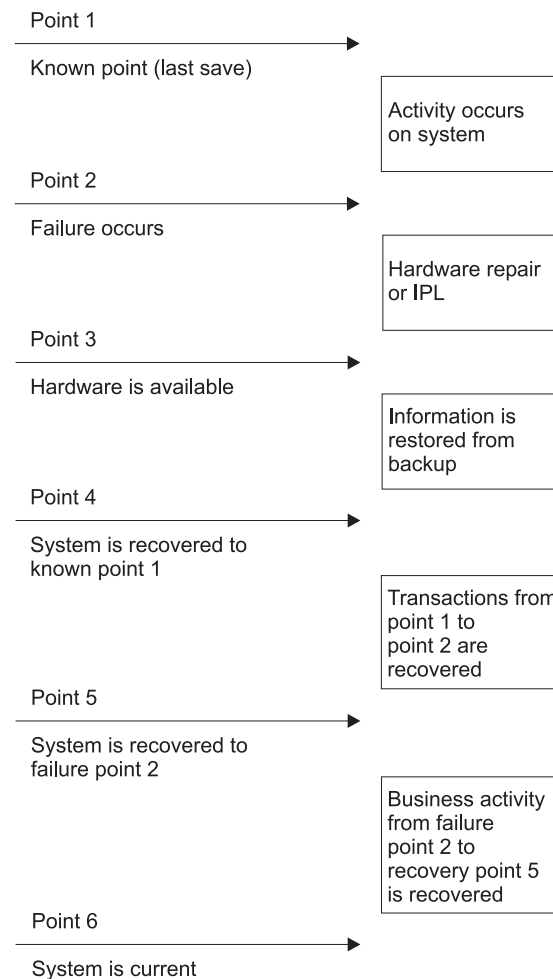 Point 1
Known point (last save)
Activity occurs
on system
Point 2
Failure occurs
Hardware repair
or IPL
Point 3
Hardware is available
Information is
restored from
backup
Point 4
System is recovered to
known point 1
Transactions from
point 1 to
point 2 are
recovered
Point 5
System is recovered to
failure point 2
Business activity
from failure
point 2 to
recovery point 5
is recovered
Point 6
System is current